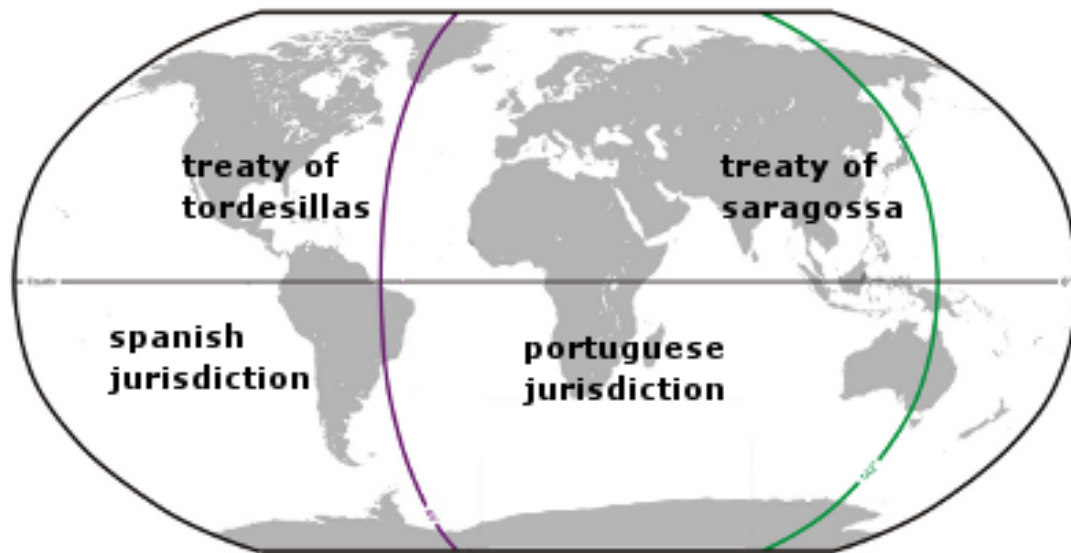 treaty of
tordesillas
treaty of
saragossa
spanish
jurisdiction
portuguese
jurisdiction